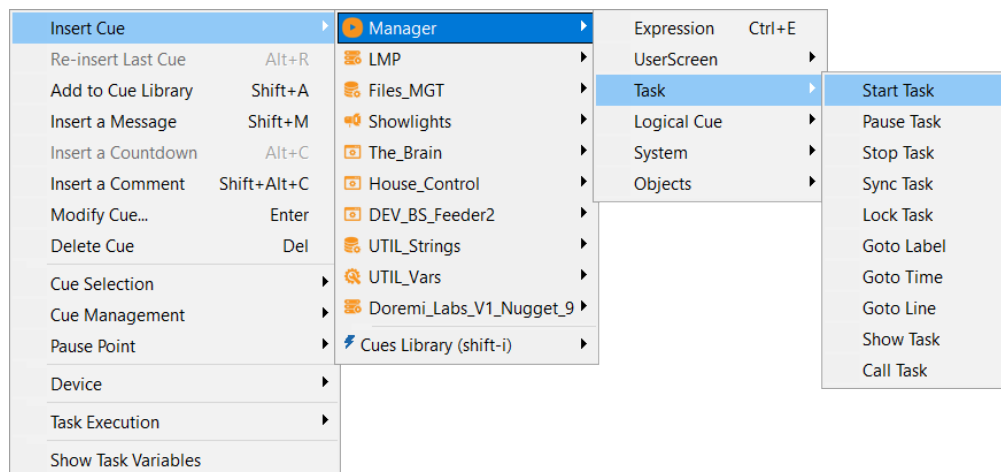 Insert Cue
Re-insert Last Cue Alt+R
Add to Cue Library Shift+A
Insert a Message Shift+M
Insert a Countdown Alt+C
Insert a Comment Shift+Alt+C
Modify Cue... Enter
Delete Cue Del
Cue Selection
Cue Management
Pause Point
Device
Task Execution
Show Task Variables
Manager
LMP
Files_MGT
Showlights
The_Brain
House_Control
DEV_BS_Feeder2
UTIL_Strings
UTIL_Vars
Doremi_Labs_V1_Nugget_9
Cues Library (shift-i)
Expression Ctrl+E
UserScreen
Task
Logical Cue
System
Objects
Start Task
Pause Task
Stop Task
Sync Task
Lock Task
Goto Label
Goto Time
Goto Line
Show Task
Call Task